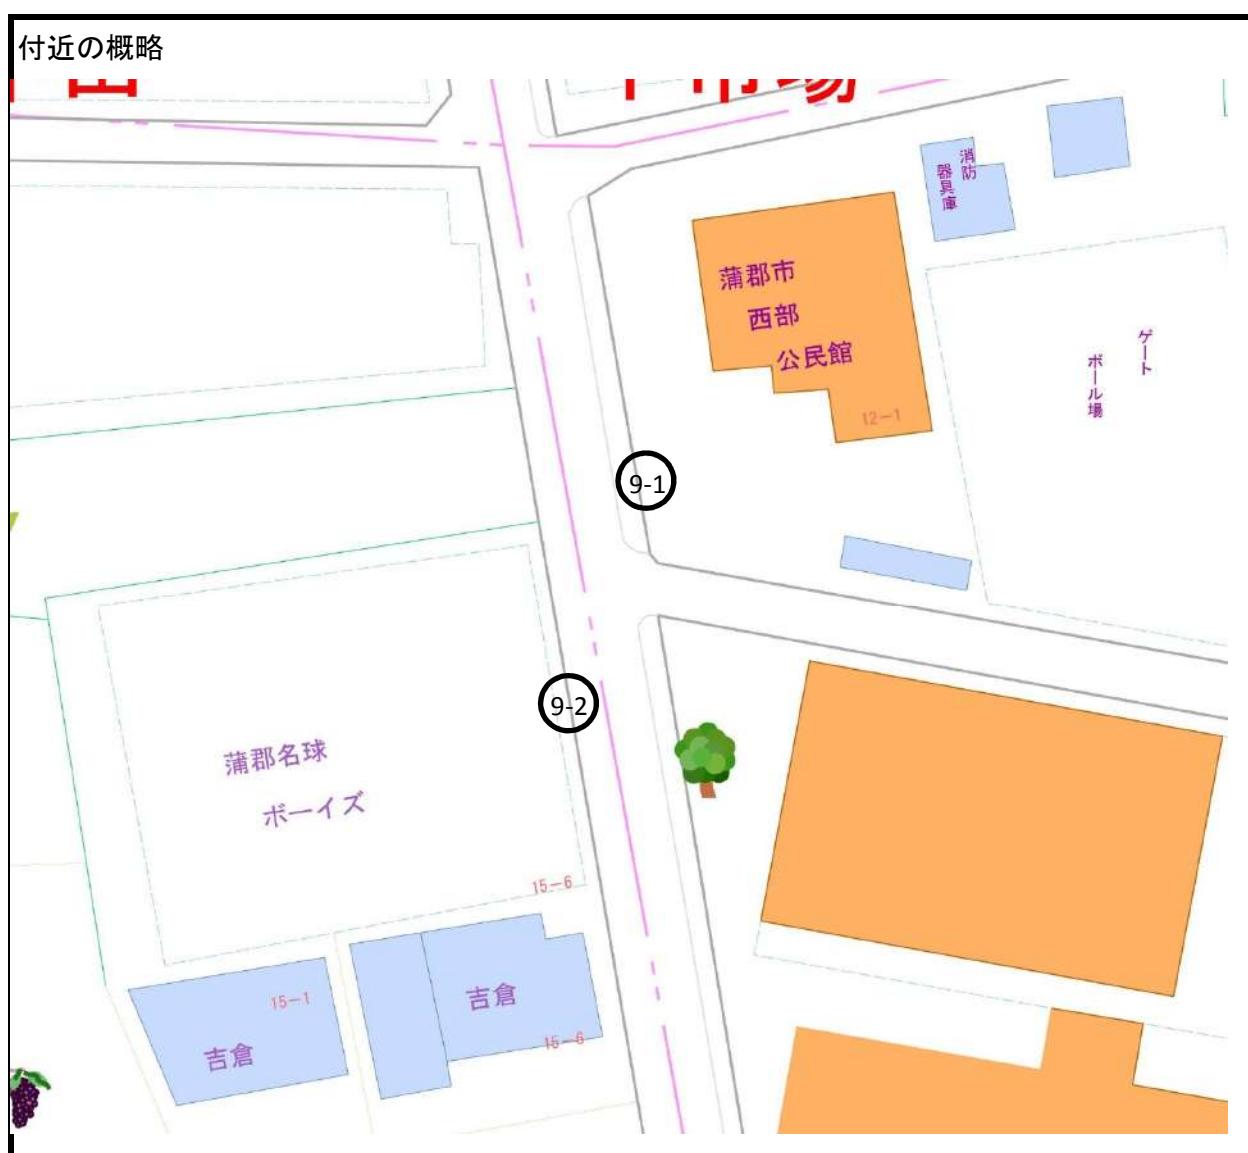 付近の概略
市場
消防
器具庫
蒲郡市
西部
公民館
12-1
ゲート
ボール場
9-1
9-2
蒲郡名球
ボーイズ
15-6
15-1
吉倉
吉倉
15-6